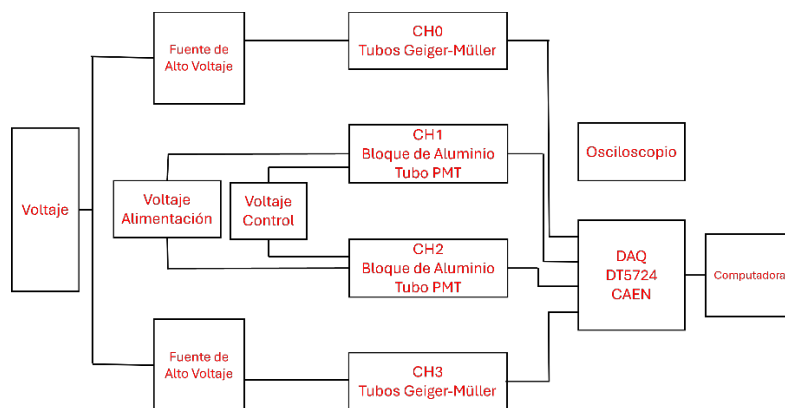 Fuente de
Alto Voltaje
CH0
Tubos Geiger-Müller
CH1
Bloque de Aluminio
Tubo PMT
Osciloscopio
Voltaje
Voltaje
Alimentación
Voltaje
Control
CH2
Bloque de Aluminio
Tubo PMT
DAQ
DT5724
CAEN
Computadora
Fuente de
Alto Voltaje
CH3
Tubos Geiger-Müller